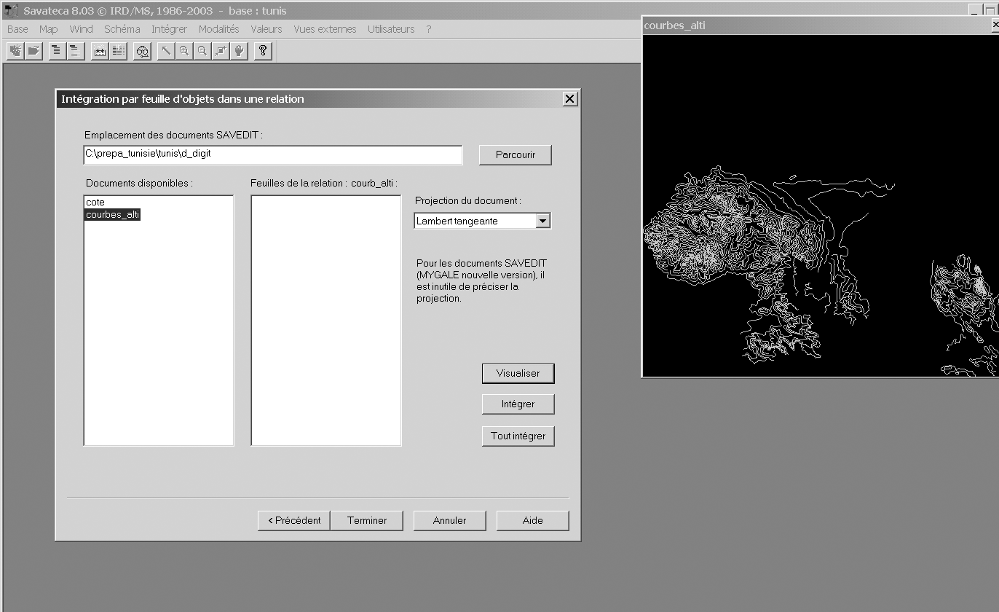 Savateca 8.03 © IRD/MS, 1986-2003 - base : tunis
Base Map Wind Schéma Intégrer Modalités Valeurs Vues externes Utilisateurs ?
courbes_alti
Intégration par feuille d'objets dans une relation
Emplacement des documents SAVEDIT :
C:\prepa_tunisie\tunis\d_digit
Parcourir
Documents disponibles :
Feuilles de la relation : courb_alti :
cote
courbes_alti
Projection du document :
Lambert tangeante
Pour les documents SAVEDIT
(MYGALE nouvelle version), il
est inutile de préciser la
projection.
Visualiser
Intégrer
Tout intégrer
< Précédent
Terminer
Annuler
Aide